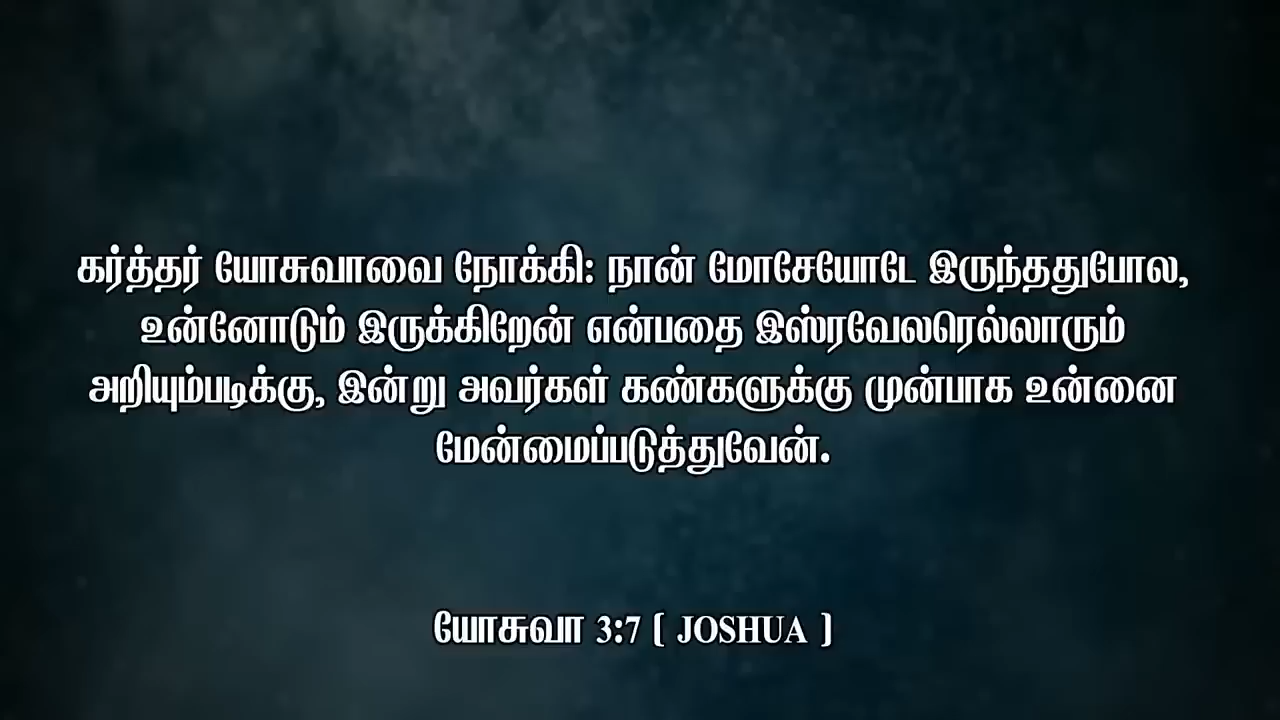 கர்த்தர் யோசுவாவை நோக்கி: நான் மோசேயோடே இருந்ததுபோல,
உன்னோடும் இருக்கிறேன் என்பதை இஸ்ரவேலரெல்லாரும்
அறியும்படிக்கு, இன்று அவர்கள் கண்களுக்கு முன்பாக உன்னை
மேன்மைப்படுத்துவேன்.
யோசுவா 3:7 ( JOSHUA )